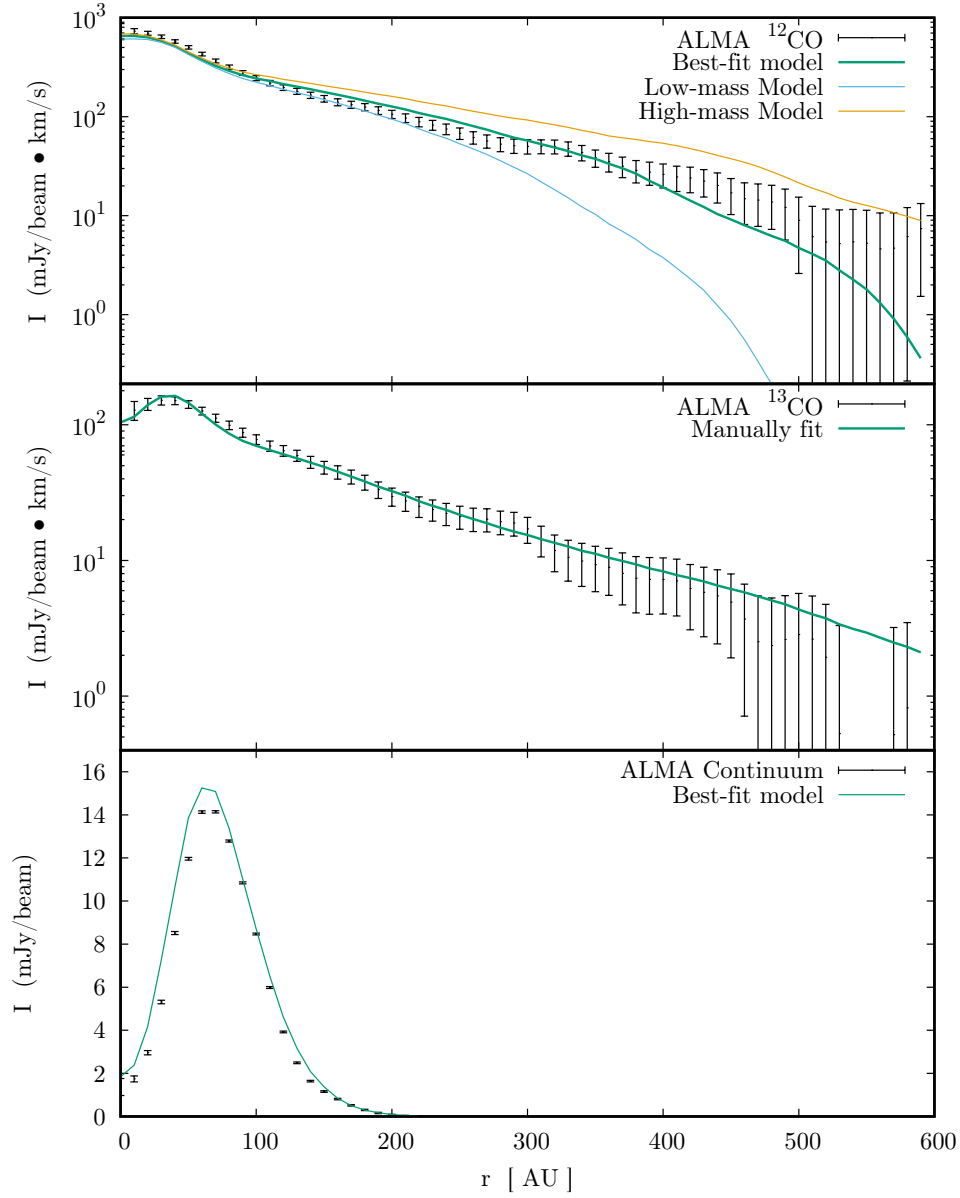 10³
10²
10¹
10⁰
I (mJy/beam • km/s)
ALMA ¹²CO
Best-fit model
Low-mass Model
High-mass Model
10²
10¹
10⁰
I (mJy/beam • km/s)
ALMA ¹³CO
Manually fit
16
14
12
10
8
6
4
2
0
I (mJy/beam)
ALMA Continuum
Best-fit model
0 100 200 300 400 500 600
r [ AU ]